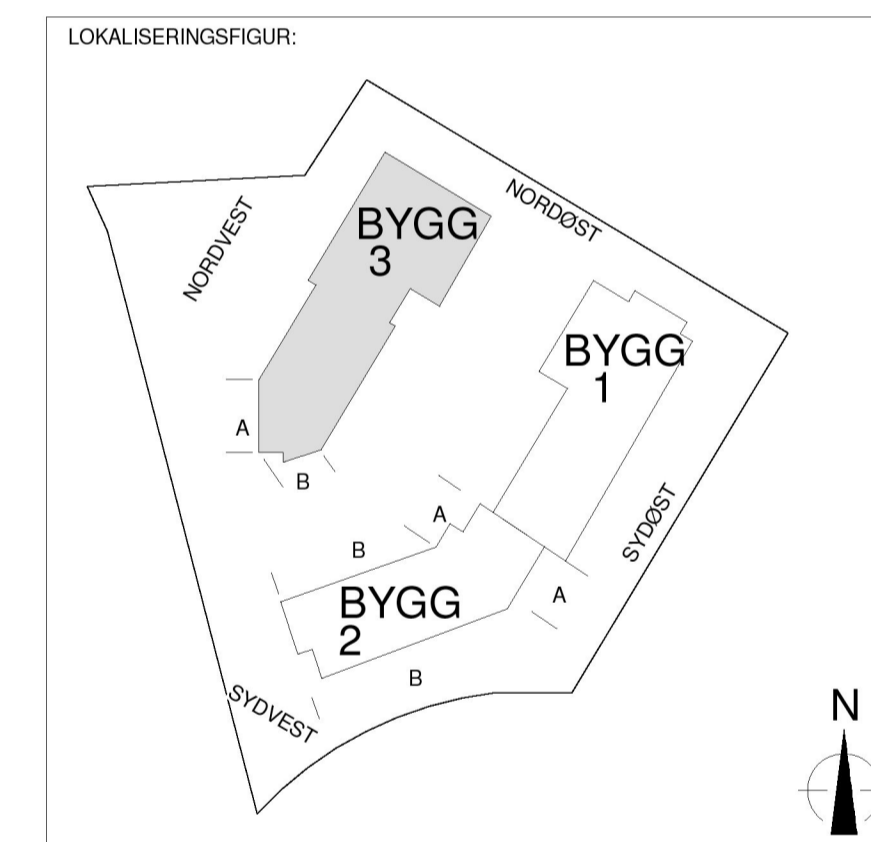 LOKALISERINGSFIGUR:
NORDVEST
NORDØST
BYGG
3
BYGG
1
A
B
A
SYDØST
B
BYGG
2
A
B
SYDVEST
N